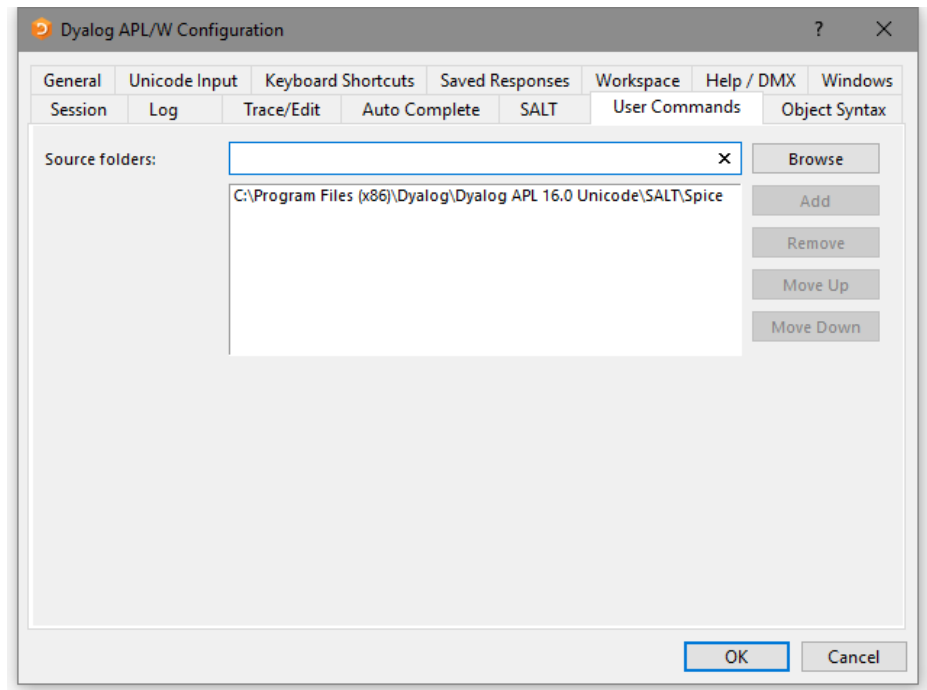 Dyalog APL/W Configuration
General Unicode Input Keyboard Shortcuts Saved Responses Workspace Help / DMX Windows
Session Log Trace/Edit Auto Complete SALT User Commands Object Syntax
Source folders: Browse
C:\Program Files (x86)\Dyalog\Dyalog APL 16.0 Unicode\SALT\Spice
Add
Remove
Move Up
Move Down
OK Cancel